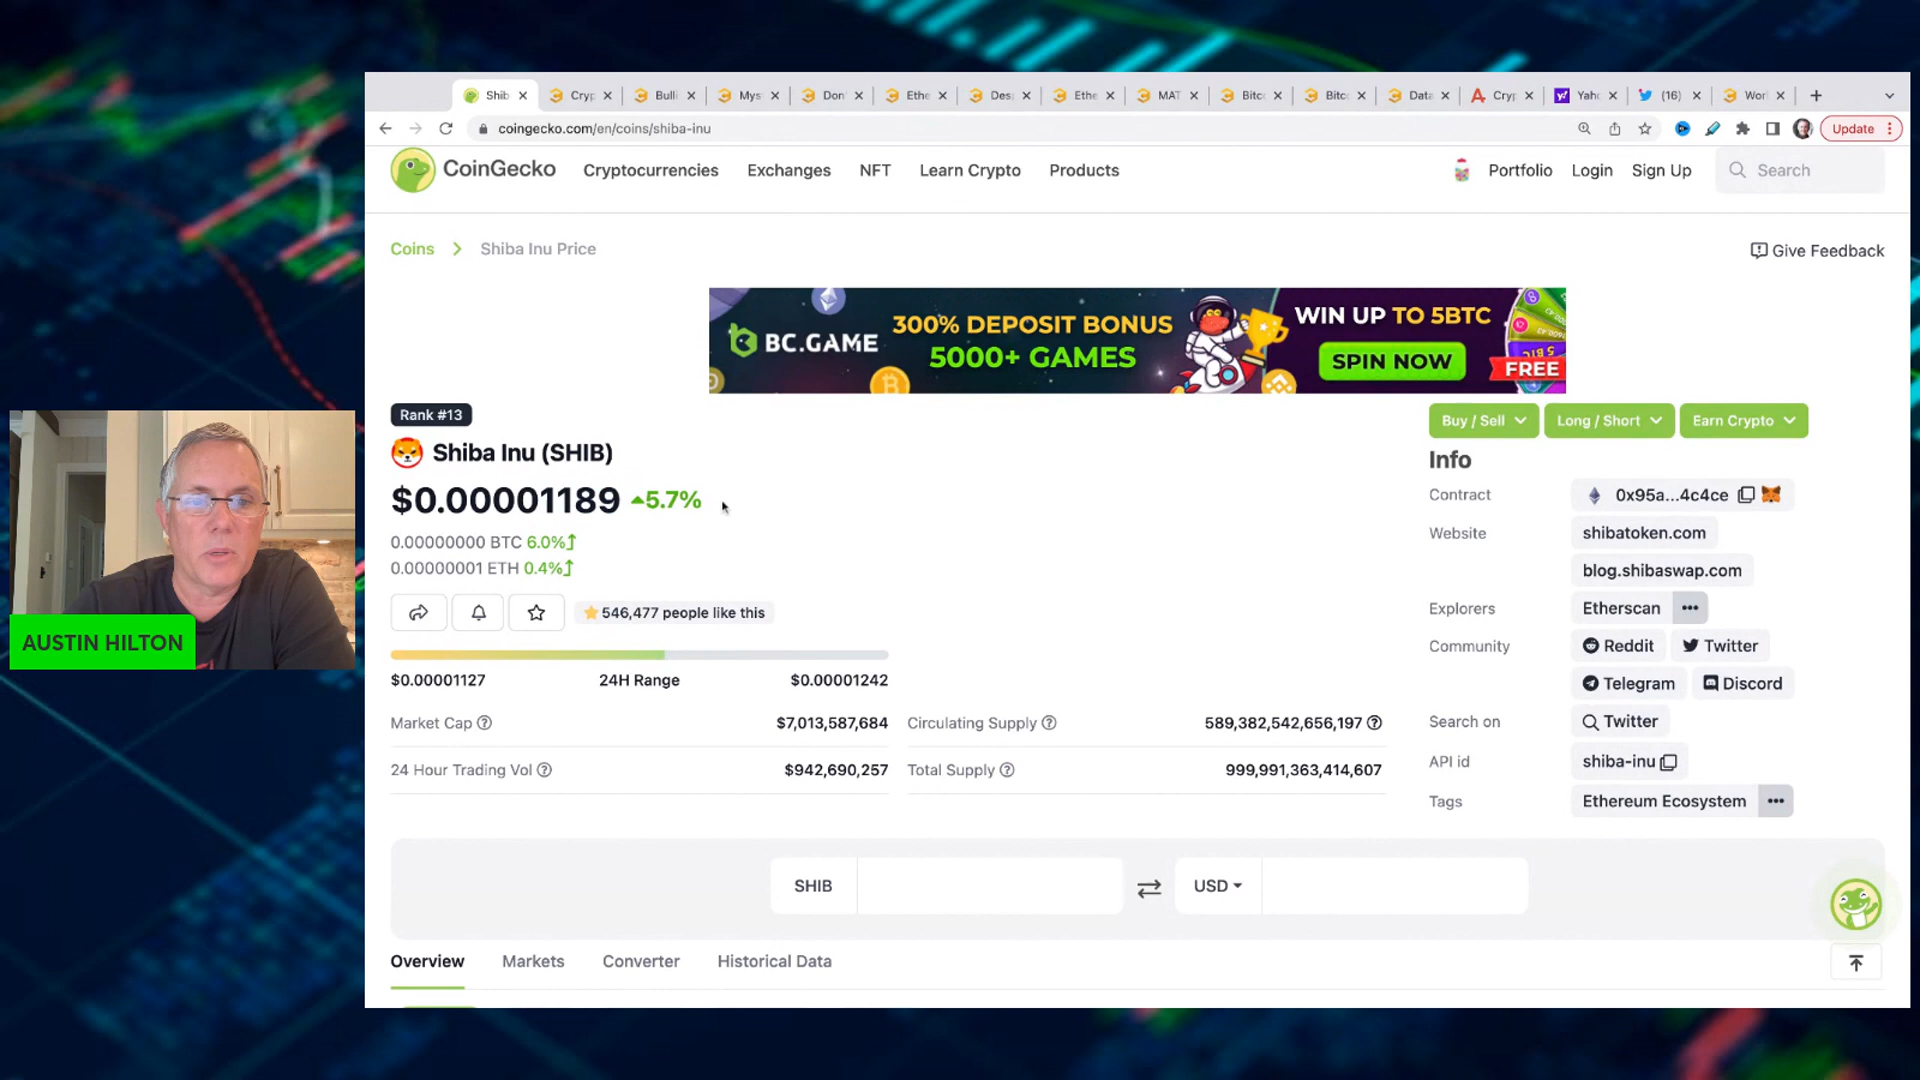 Shib
Cryp
Bulli
Mys
Don'
Ethe
Des
Ethe
MAT
Bitc
Bitc
Data
Cryp
Yaho
(16)
Worl
coingecko.com/en/coins/shiba-inu
Update
CoinGecko
Cryptocurrencies
Exchanges
NFT
Learn Crypto
Products
Portfolio
Login
Sign Up
Search
Coins
Shiba Inu Price
Give Feedback
BC.GAME
300% DEPOSIT BONUS
5000+ GAMES
WIN UP TO 5BTC
SPIN NOW
FREE
Rank #13
Shiba Inu (SHIB)
$0.00001189 5.7%
0.00000000 BTC 6.0%
0.00000001 ETH 0.4%
546,477 people like this
$0.00001127 24H Range $0.00001242
Market Cap $7,013,587,684
Circulating Supply 589,382,542,656,197
24 Hour Trading Vol $942,690,257
Total Supply 999,991,363,414,607
Buy / Sell
Long / Short
Earn Crypto
Info
Contract 0x95a...4c4ce
Website shibatoken.com
blog.shibaswap.com
Explorers Etherscan
Community Reddit Twitter
Telegram Discord
Search on Twitter
API id shiba-inu
Tags Ethereum Ecosystem
AUSTIN HILTON
SHIB
USD
Overview
Markets
Converter
Historical Data